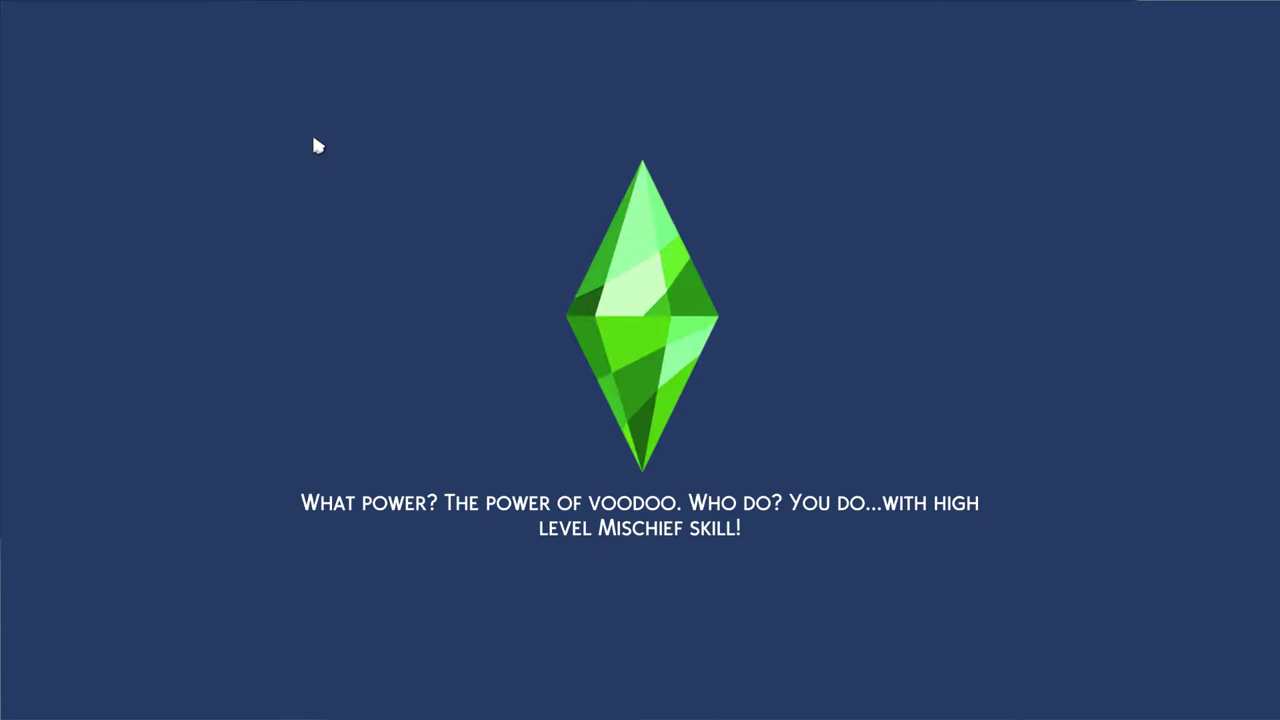 What power? The power of voodoo. Who do? You do...with high
level Mischief skill!